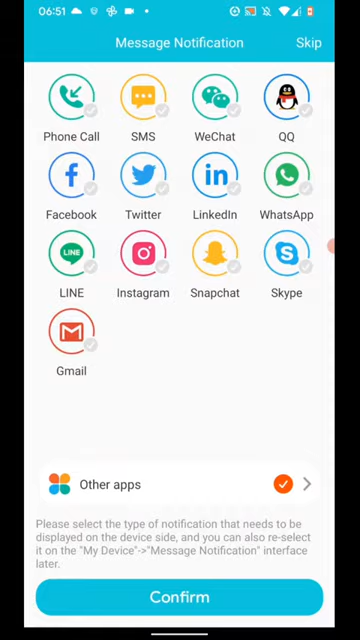 06:51
Message Notification Skip
Phone Call SMS WeChat QQ
Facebook Twitter LinkedIn WhatsApp
LINE
LINE Instagram Snapchat Skype
Gmail
Other apps
Please select the type of notification that needs to be
displayed on the device side, and you can also re-select
it on the "My Device"->"Message Notification" interface
later.
Confirm